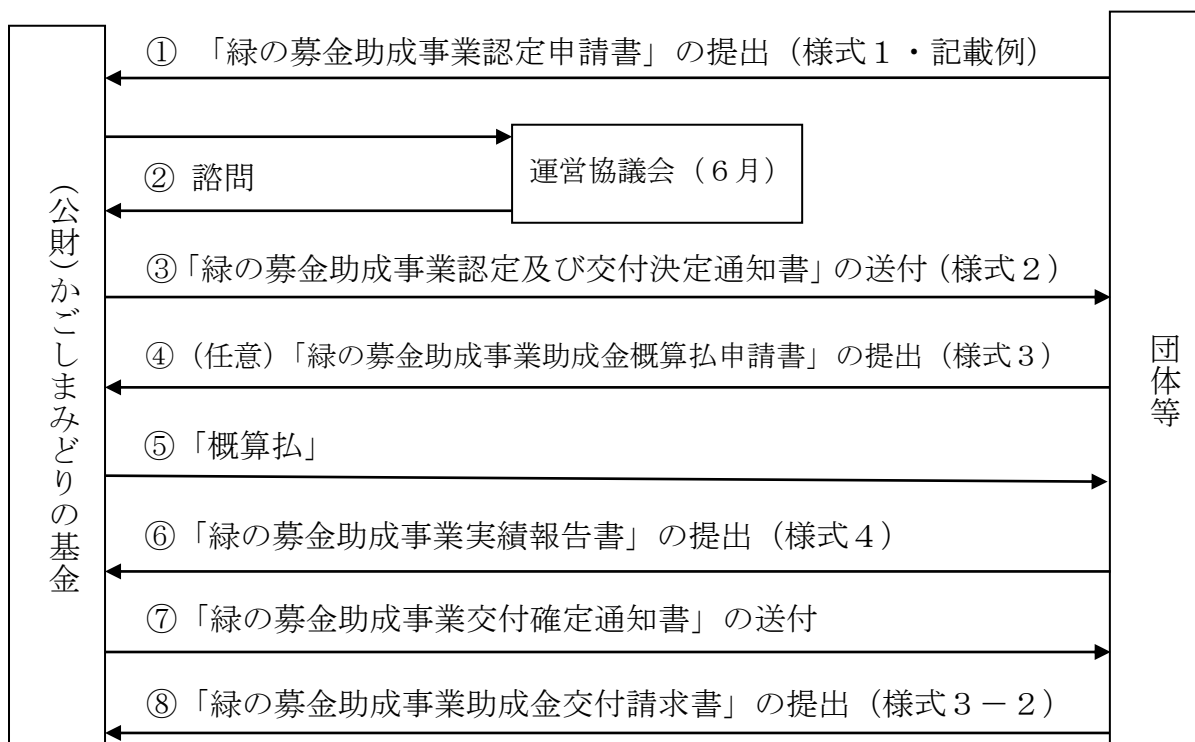 ① 「緑の募金助成事業認定申請書」の提出（様式１・記載例）
② 諮問
運営協議会（６月）
(公財)かごしまみどりの基金
③「緑の募金助成事業認定及び交付決定通知書」の送付（様式２）
④（任意）「緑の募金助成事業助成金概算払申請書」の提出（様式３）
団体等
⑤「概算払」
⑥「緑の募金助成事業実績報告書」の提出（様式４）
⑦「緑の募金助成事業交付確定通知書」の送付
⑧「緑の募金助成事業助成金交付請求書」の提出（様式３－２）